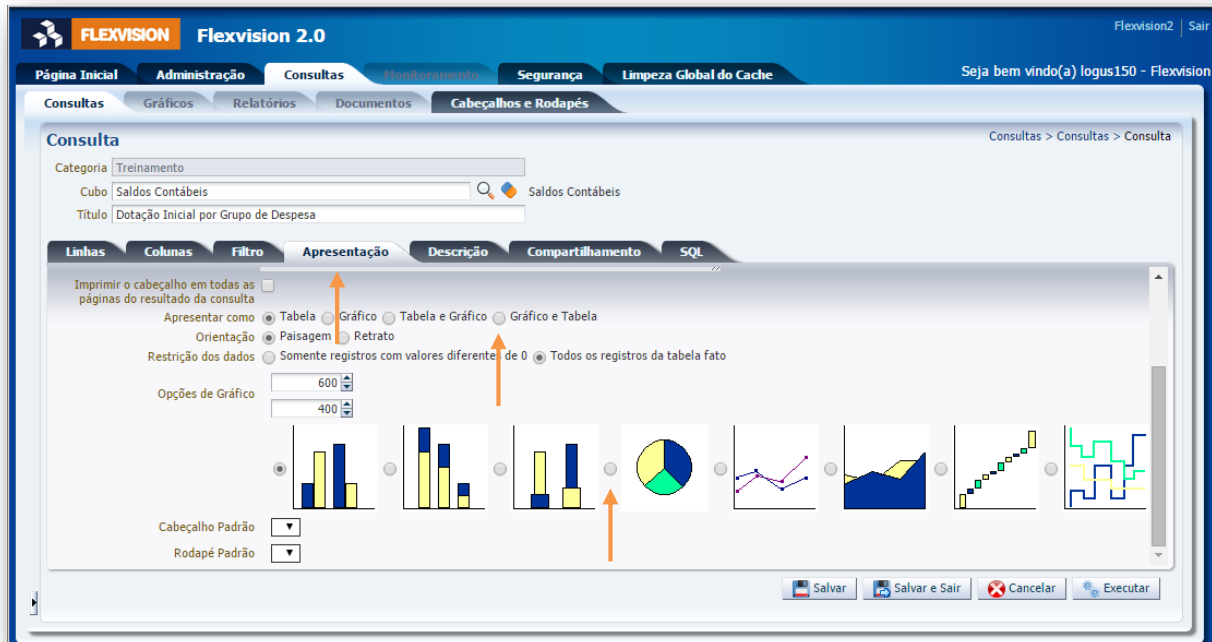 FLEXVISION Flexvision 2.0 Flexvision2 Sair
Página Inicial Administração Consultas Monitoramento Segurança Limpeza Global do Cache Seja bem vindo(a) logus150 - Flexvision
Consultas Gráficos Relatórios Documentos Cabeçalhos e Rodapés
Consulta Consultas > Consultas > Consulta
Categoria Treinamento
Cubo Saldos Contábeis Saldos Contábeis
Título Dotação Inicial por Grupo de Despesa
Linhas Colunas Filtro Apresentação Descrição Compartilhamento SQL
Imprimir o cabeçalho em todas as
páginas do resultado da consulta
Apresentar como Tabela Gráfico Tabela e Gráfico Gráfico e Tabela
Orientação Paisagem Retrato
Restrição dos dados Somente registros com valores diferentes de 0 Todos os registros da tabela fato
Opções de Gráfico 600
400
Cabeçalho Padrão
Rodapé Padrão
Salvar Salvar e Sair Cancelar Executar